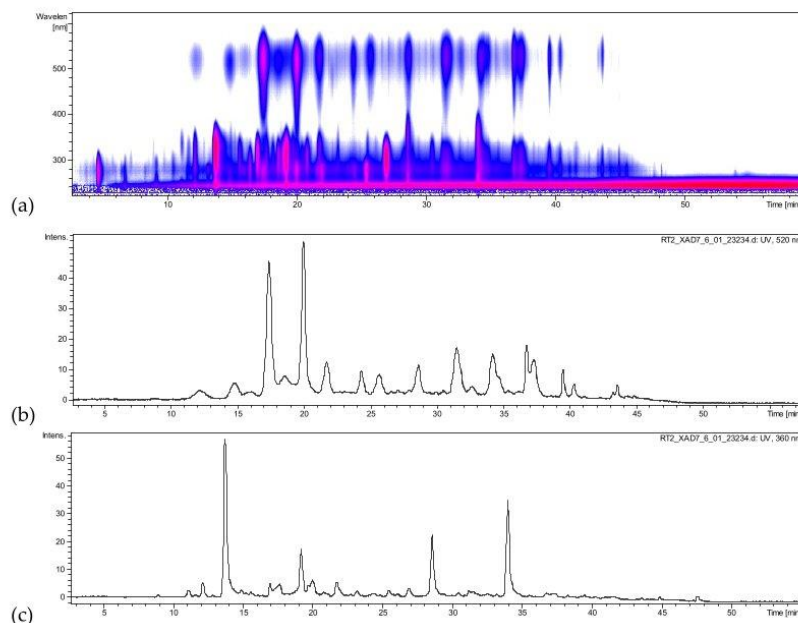 Wavelen
[nm]
500
400
300
10 20 30 40 50 Time [min
(a)
Intens. RT2_XAD7_6_01_23234.d: UV, 520 nm
40
30
20
10
0
5 10 15 20 25 30 35 40 45 50 Time [min
(b)
Intens. RT2_XAD7_6_01_23234.d: UV, 360 nm
50
40
30
20
10
0
5 10 15 20 25 30 35 40 45 50 Time [min
(c)